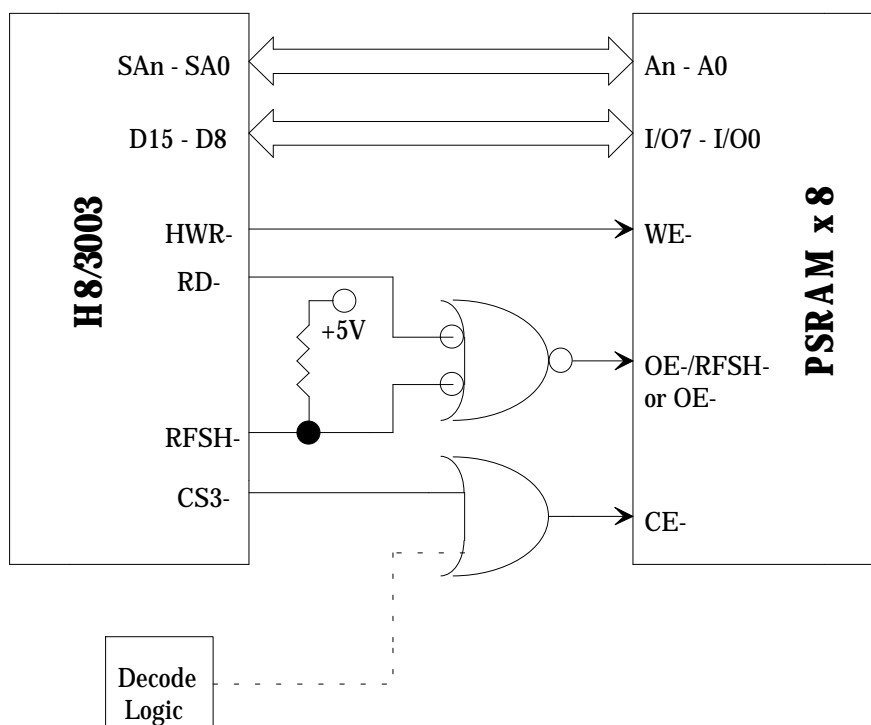 SAn - SA0
An - A0
D15 - D8
I/O7 - I/O0
H8/3003
PSRAM x 8
HWR-
WE-
RD-
+5V
OE-/RFSH-
or OE-
RFSH-
CS3-
CE-
Decode
Logic